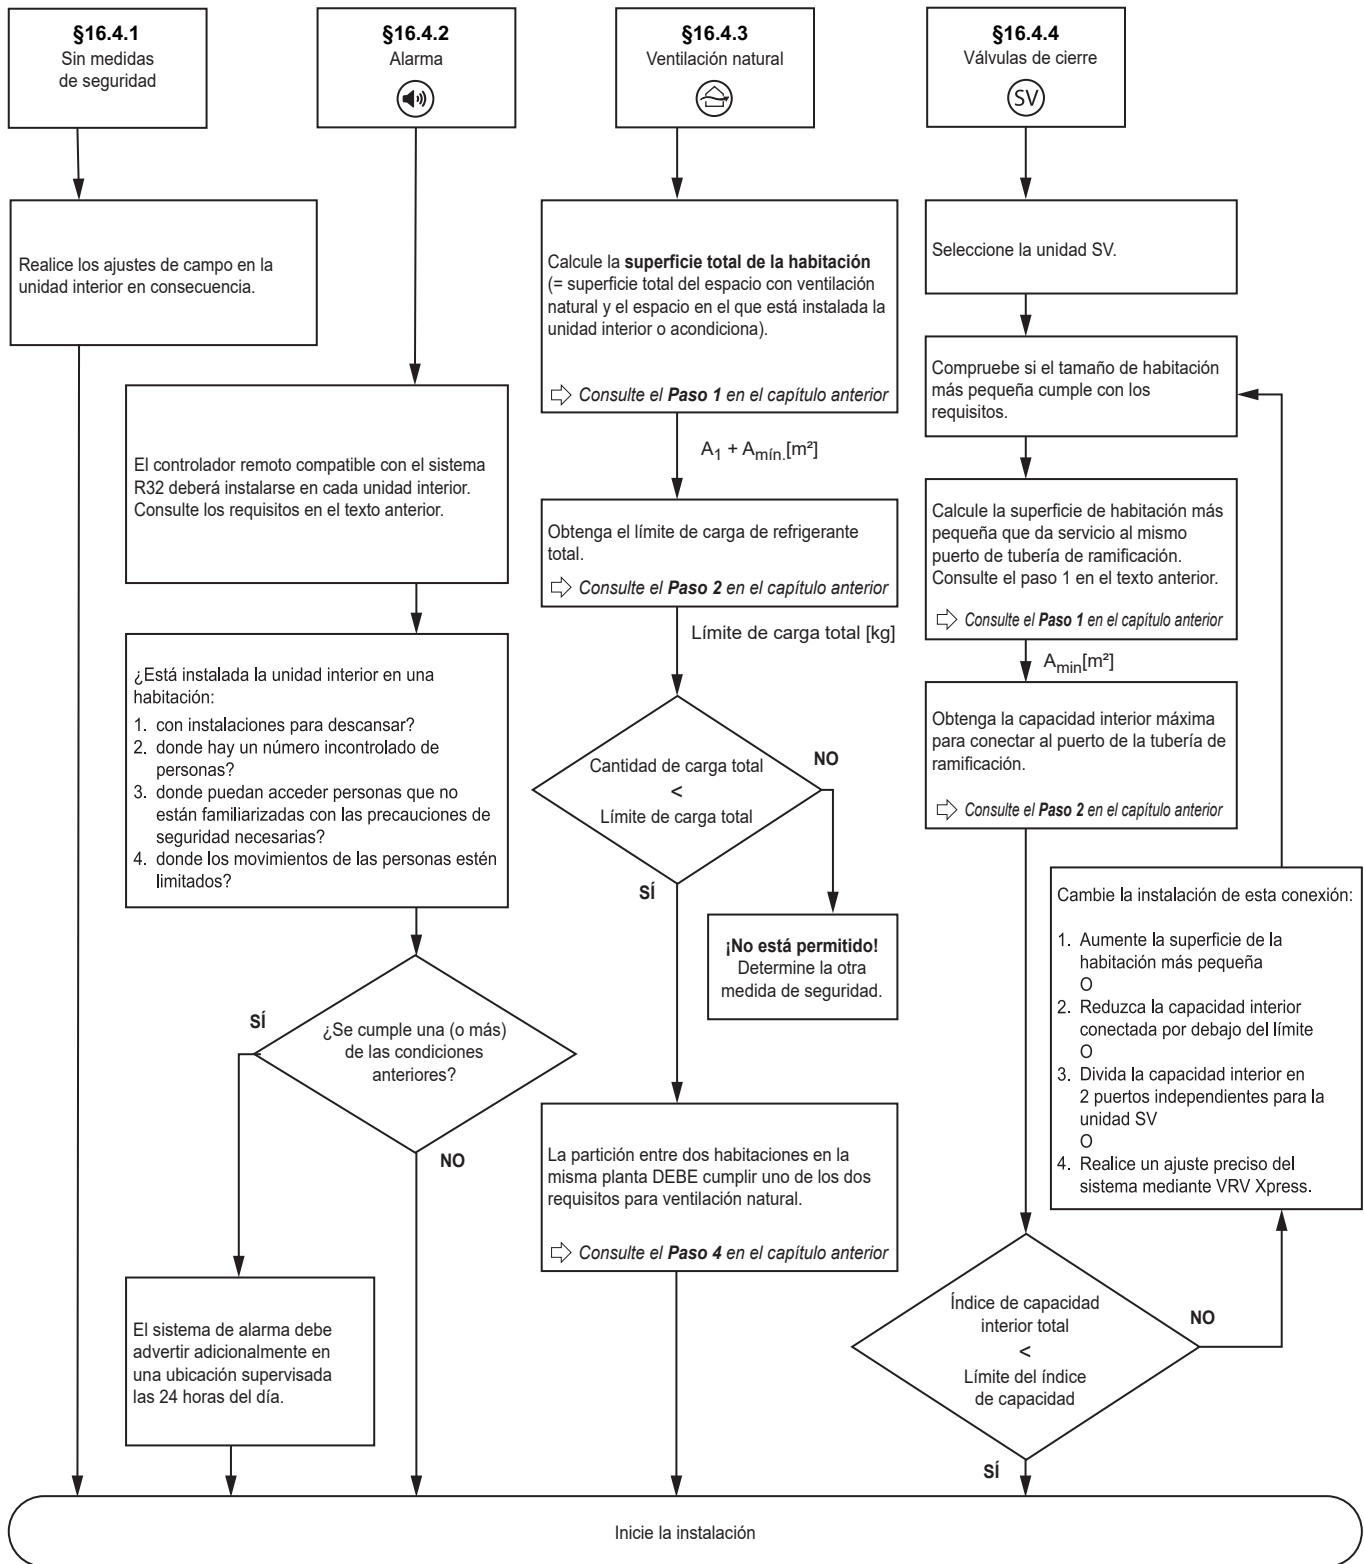 §16.4.1
Sin medidas
de seguridad
§16.4.2
Alarma
§16.4.3
Ventilación natural
§16.4.4
Válvulas de cierre
SV
Realice los ajustes de campo en la
unidad interior en consecuencia.
El controlador remoto compatible con el sistema
R32 deberá instalarse en cada unidad interior.
Consulte los requisitos en el texto anterior.
¿Está instalada la unidad interior en una
habitación:
1. con instalaciones para descansar?
2. donde hay un número incontrolado de
personas?
3. donde puedan acceder personas que no
están familiarizadas con las precauciones de
seguridad necesarias?
4. donde los movimientos de las personas estén
limitados?
SÍ
¿Se cumple una (o más)
de las condiciones
anteriores?
NO
El sistema de alarma debe
advertir adicionalmente en
una ubicación supervisada
las 24 horas del día.
Calcule la superficie total de la habitación
(= superficie total del espacio con ventilación
natural y el espacio en el que está instalada la
unidad interior o acondiciona).
Consulte el Paso 1 en el capítulo anterior
A1 + Amín.[m²]
Obtenga el límite de carga de refrigerante
total.
Consulte el Paso 2 en el capítulo anterior
Límite de carga total [kg]
Cantidad de carga total
<
Límite de carga total
NO
SÍ
¡No está permitido!
Determine la otra
medida de seguridad.
La partición entre dos habitaciones en la
misma planta DEBE cumplir uno de los dos
requisitos para ventilación natural.
Consulte el Paso 4 en el capítulo anterior
Seleccione la unidad SV.
Compruebe si el tamaño de habitación
más pequeña cumple con los
requisitos.
Calcule la superficie de habitación más
pequeña que da servicio al mismo
puerto de tubería de ramificación.
Consulte el paso 1 en el texto anterior.
Consulte el Paso 1 en el capítulo anterior
Amin[m²]
Obtenga la capacidad interior máxima
para conectar al puerto de la tubería de
ramificación.
Consulte el Paso 2 en el capítulo anterior
Cambie la instalación de esta conexión:
1. Aumente la superficie de la
habitación más pequeña
O
2. Reduzca la capacidad interior
conectada por debajo del límite
O
3. Divida la capacidad interior en
2 puertos independientes para la
unidad SV
O
4. Realice un ajuste preciso del
sistema mediante VRV Xpress.
Índice de capacidad
interior total
<
Límite del índice
de capacidad
NO
SÍ
Inicie la instalación